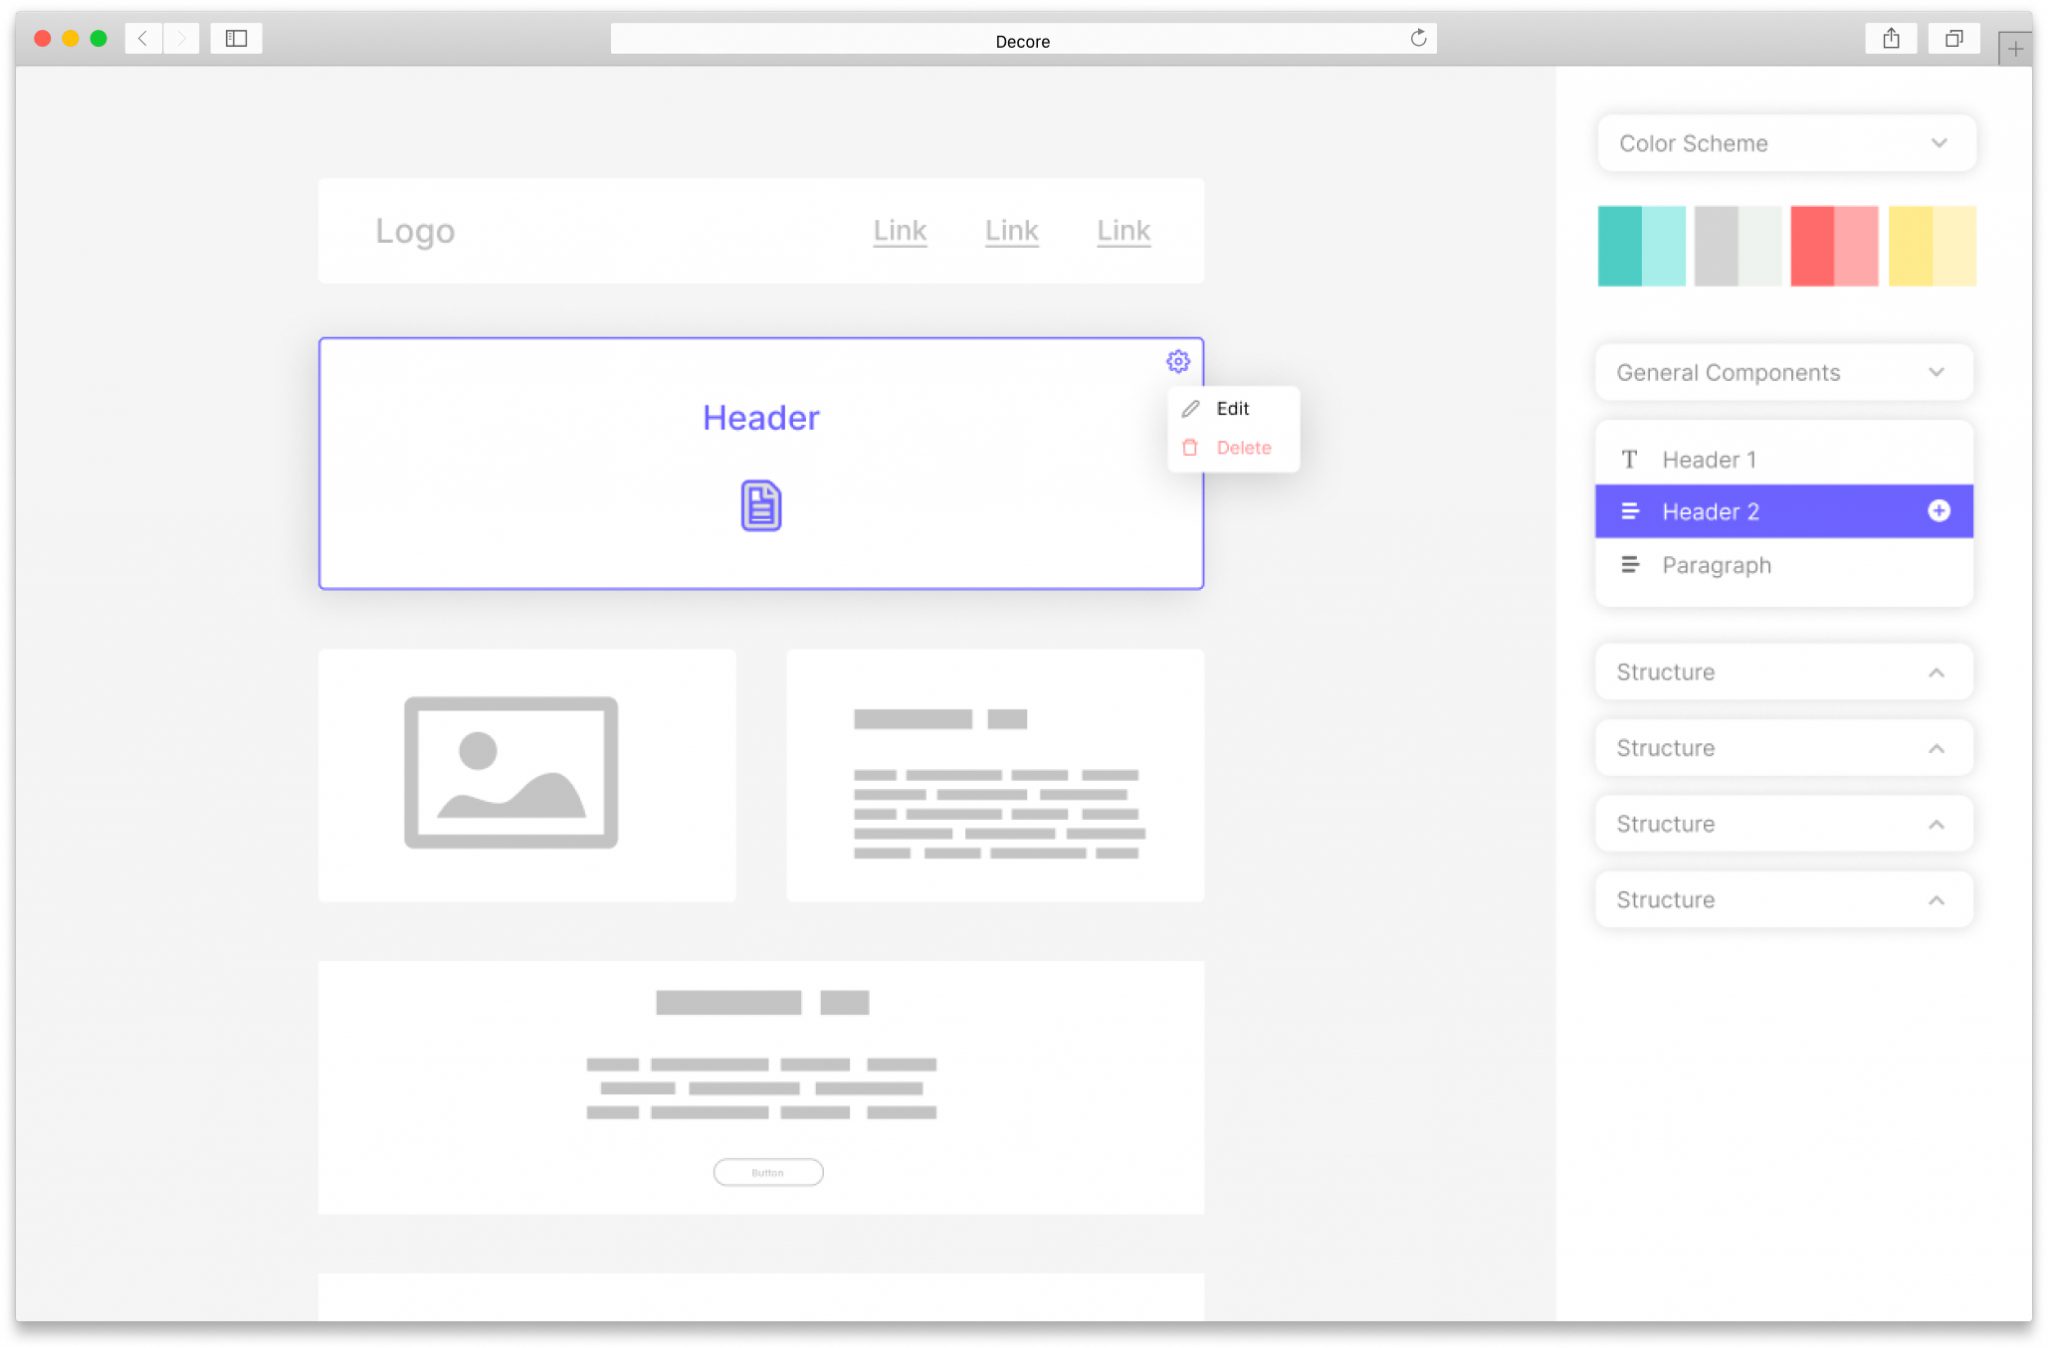 Decore
Logo Link Link Link
Header
Edit
Delete
Button
Color Scheme
General Components
Header 1
Header 2
Paragraph
Structure
Structure
Structure
Structure